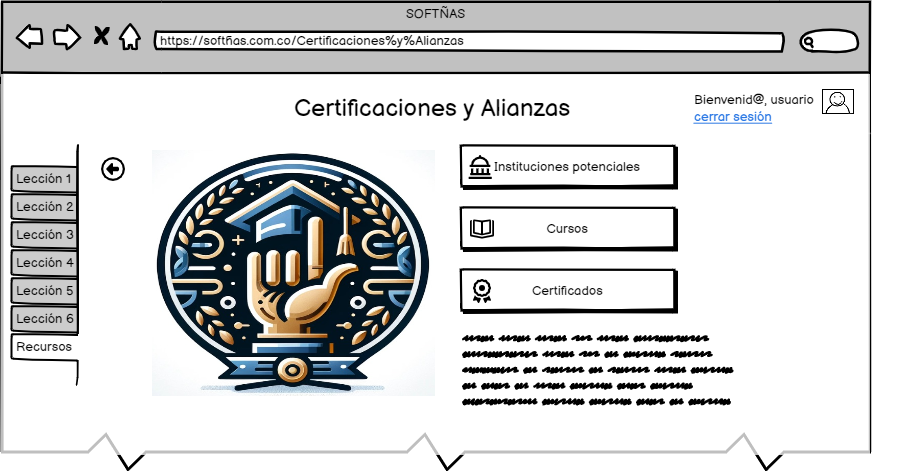 SOFTÑAS
https://softñas.com.co/Certificaciones%y%Alianzas
Certificaciones y Alianzas
Bienvenid@, usuario
cerrar sesión
Lección 1
Lección 2
Lección 3
Lección 4
Lección 5
Lección 6
Recursos
Instituciones potenciales
Cursos
Certificados